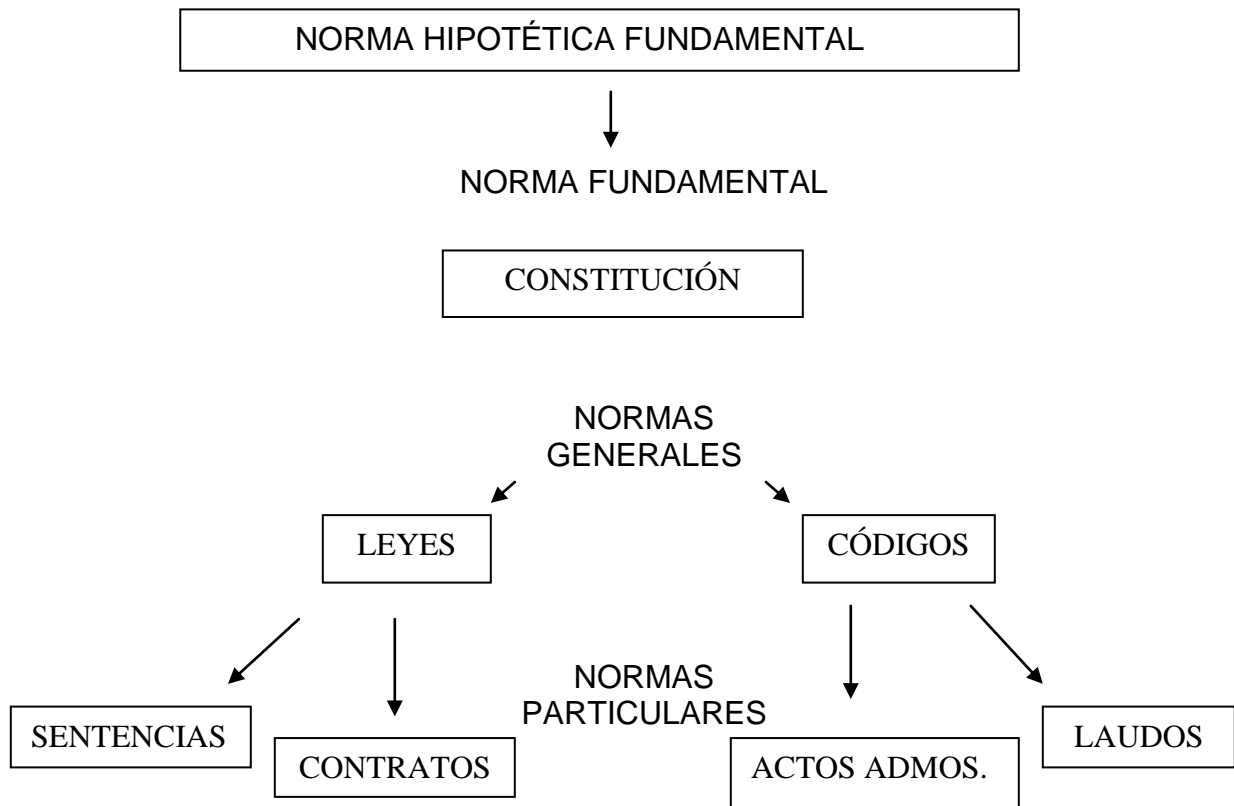 NORMA HIPOTÉTICA FUNDAMENTAL
NORMA FUNDAMENTAL
CONSTITUCIÓN
NORMAS
GENERALES
LEYES
CÓDIGOS
NORMAS
PARTICULARES
SENTENCIAS
CONTRATOS
ACTOS ADMOS.
LAUDOS